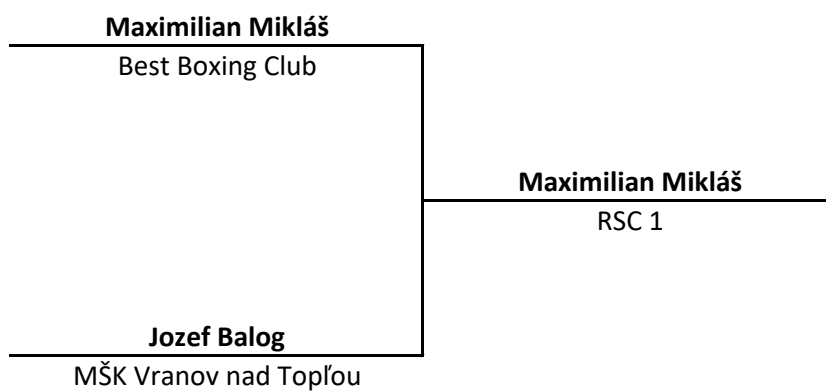 Maximilian Mikláš
Best Boxing Club
Maximilian Mikláš
RSC 1
Jozef Balog
MŠK Vranov nad Topľou